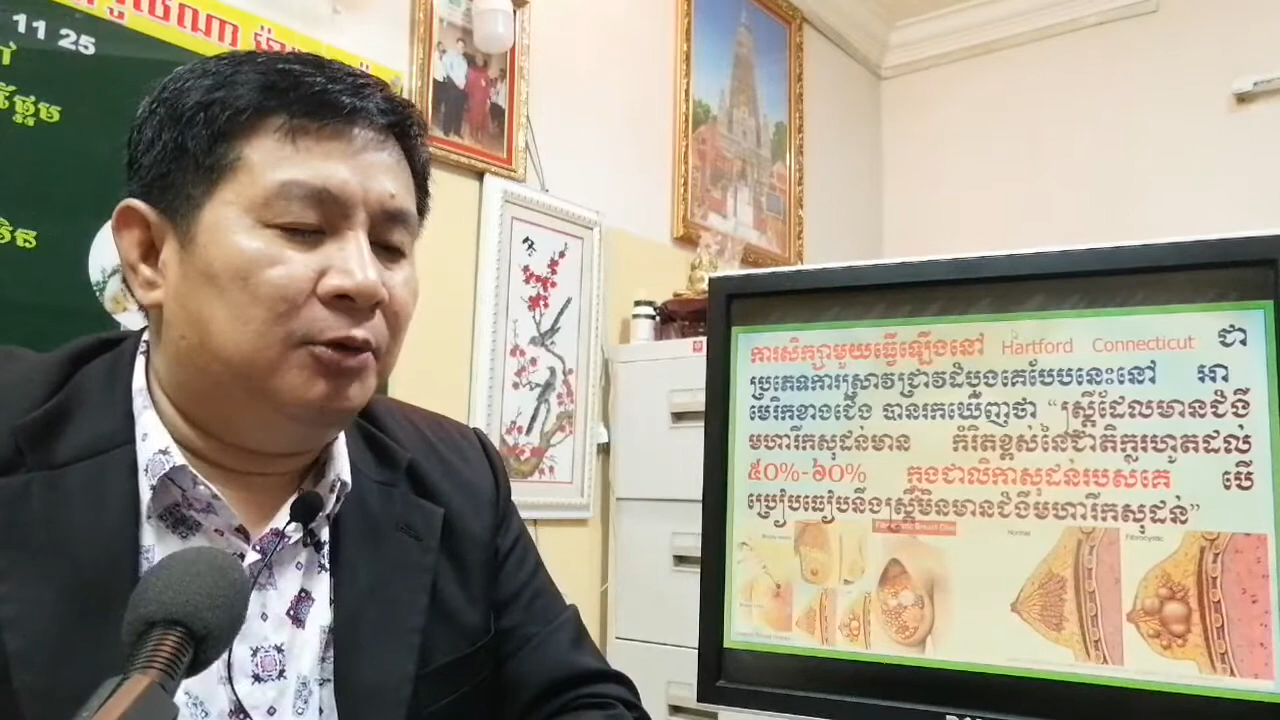 11 25
ផ្អែម
冬
ការសិក្សាមួយធ្វើឡើងនៅ Hartford Connecticut ជា
ប្រភេទការស្រាវជ្រាវដំបូងគេបែបនេះនៅ អា
មេរិកខាងជើង បានរកឃើញថា “ស្ត្រីដែលមានជំងឺ
មហារីកសុដន់មាន កំរិតខ្ពស់នៃជាតិក្លរហូតដល់
៥០%-៦០% ក្នុងជាលិកាសុដន់របស់គេ បើ
ប្រៀបធៀបនឹងស្ត្រីមិនមានជំងឺមហារីកសុដន់”
Normal
Fibrocystic